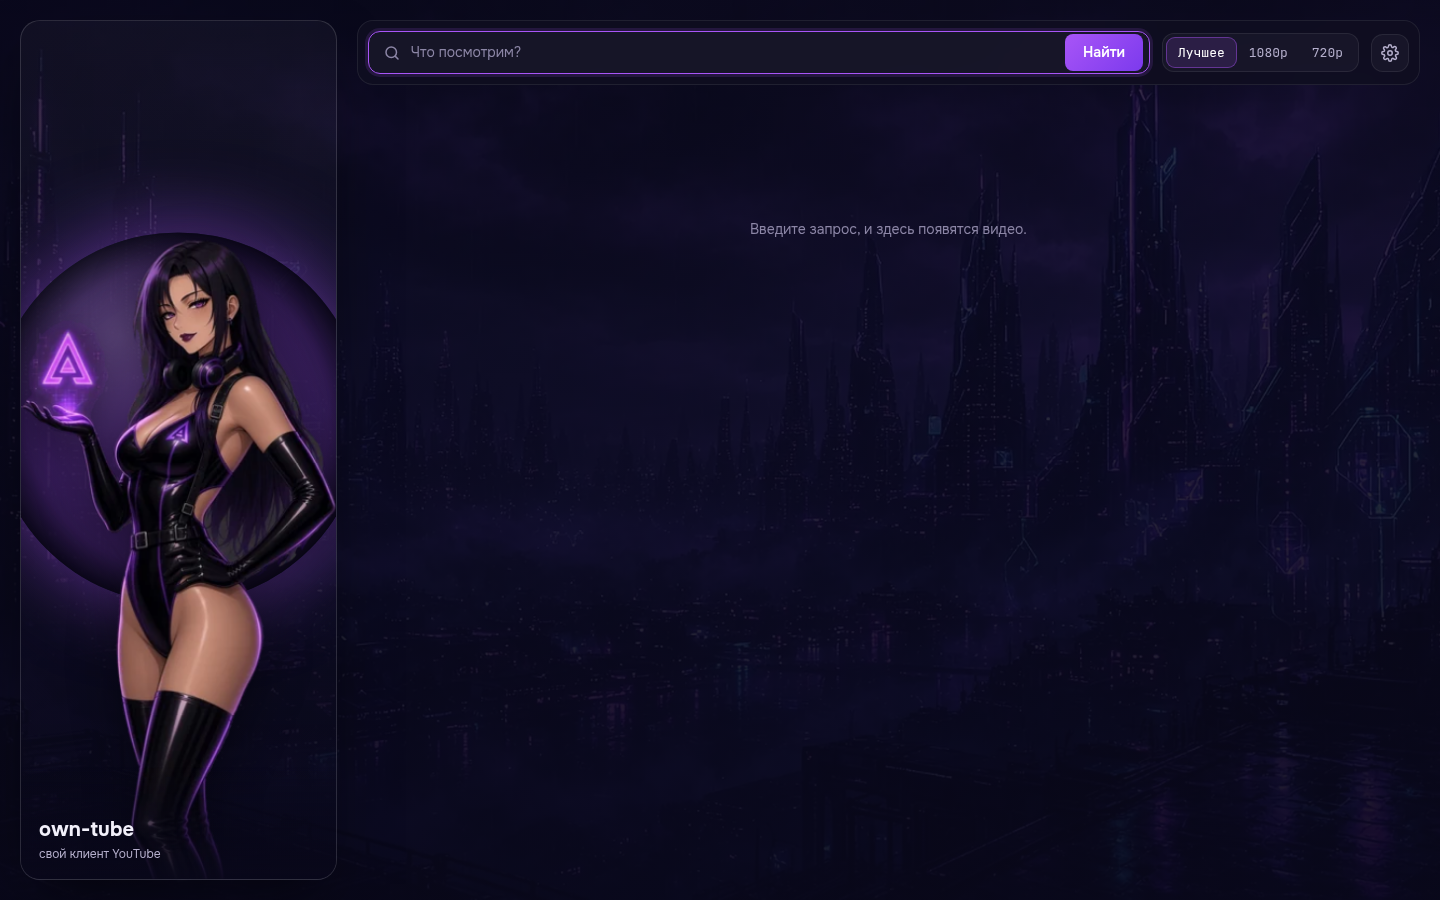 Что посмотрим?
Найти
Лучшее
1080p
720p
Введите запрос, и здесь появятся видео.
own-tube
свой клиент YouTube